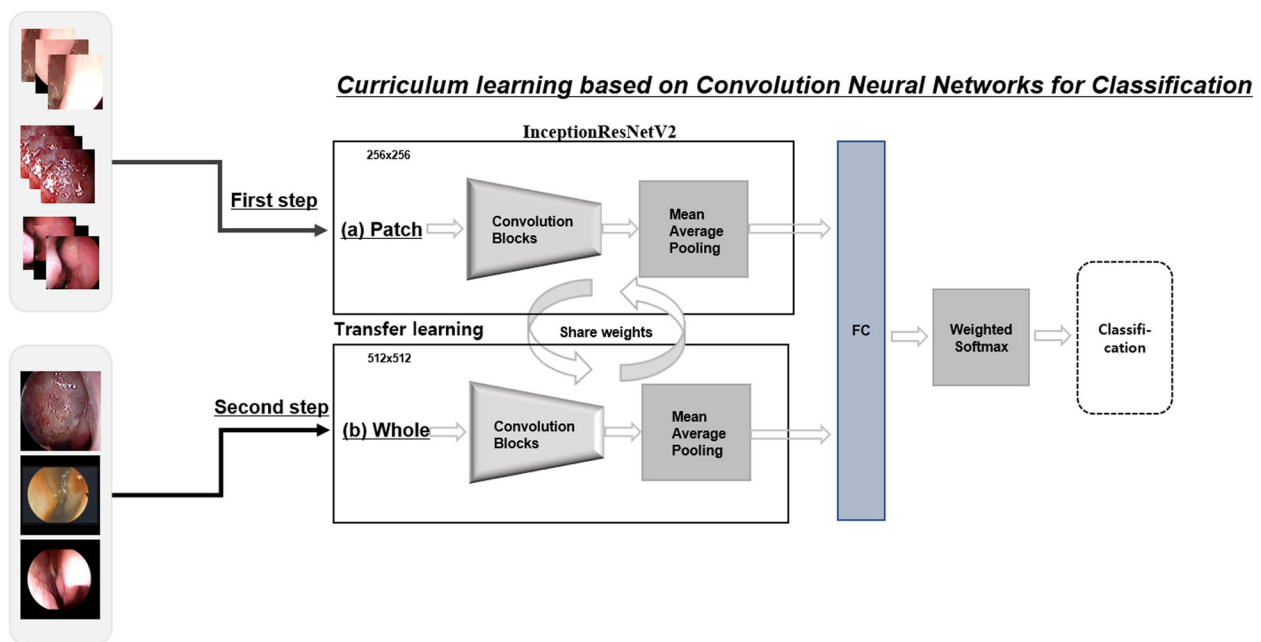 Curriculum learning based on Convolution Neural Networks for Classification
InceptionResNetV2
256x256
First step
(a) Patch
Convolution
Blocks
Mean
Average
Pooling
Transfer learning
Share weights
512x512
Second step
(b) Whole
Convolution
Blocks
Mean
Average
Pooling
FC
Weighted
Softmax
Classifi-
cation